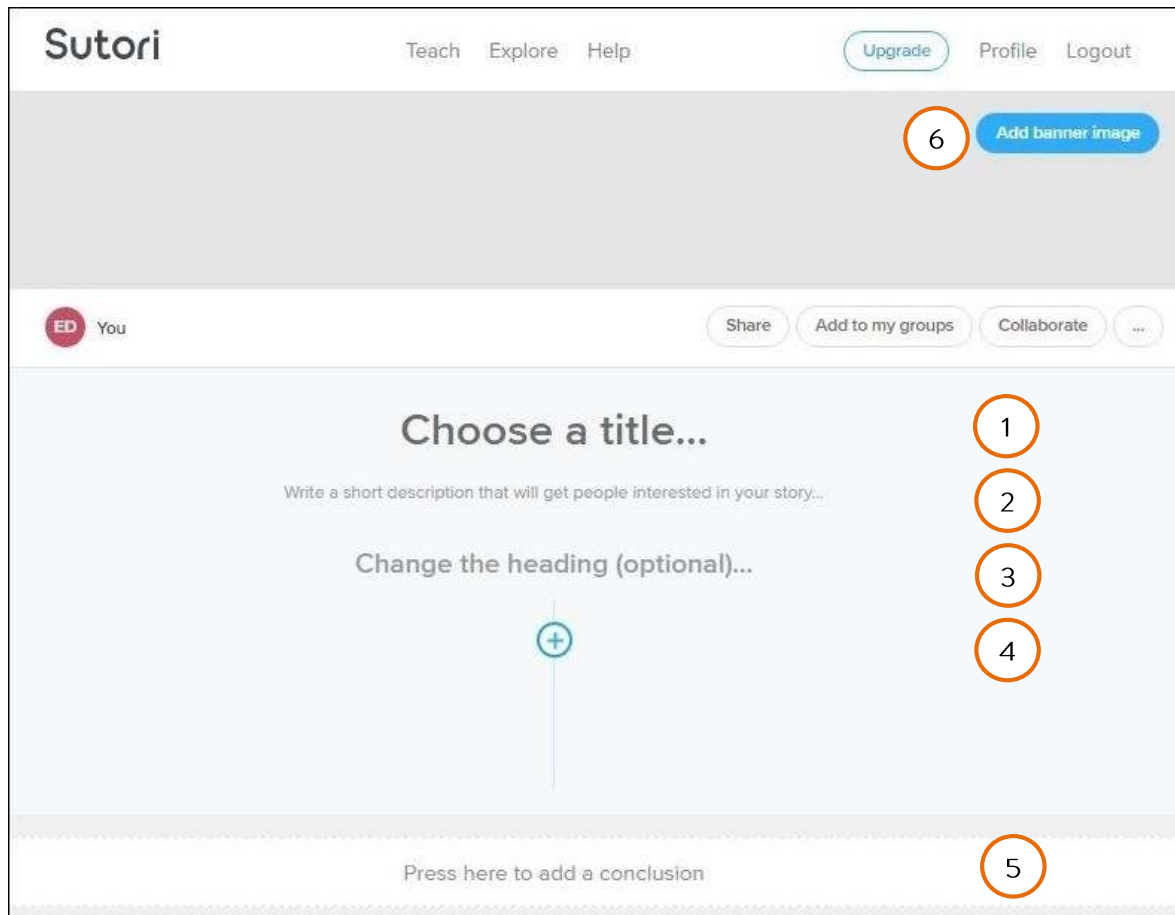 Sutori
Teach Explore Help Upgrade Profile Logout
6 Add banner image
ED You Share Add to my groups Collaborate ...
Choose a title... 1
Write a short description that will get people interested in your story... 2
Change the heading (optional)... 3
+ 4
Press here to add a conclusion 5